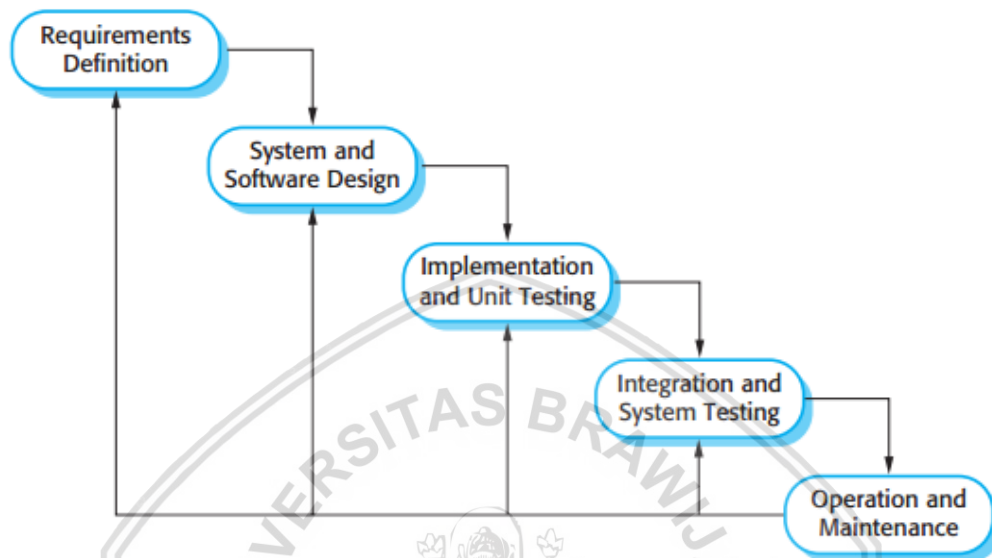 Requirements
Definition
System and
Software Design
Implementation
and Unit Testing
Integration and
System Testing
Operation and
Maintenance
VERSITAS BRAWIJ